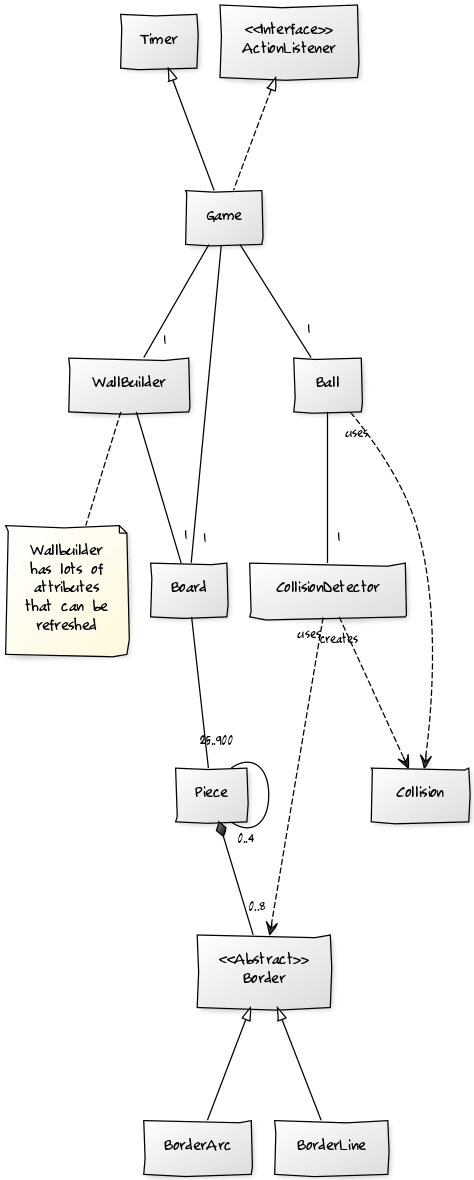 Timer
<<Interface>>
ActionListener
Game
1
1
WallBuilder
Ball
uses
Wallbuilder
has lots of
attributes
that can be
refreshed
1
1
1
Board
CollisionDetector
uses
creates
25..900
Piece
Collision
0..4
0..8
<<Abstract>>
Border
BorderArc
BorderLine